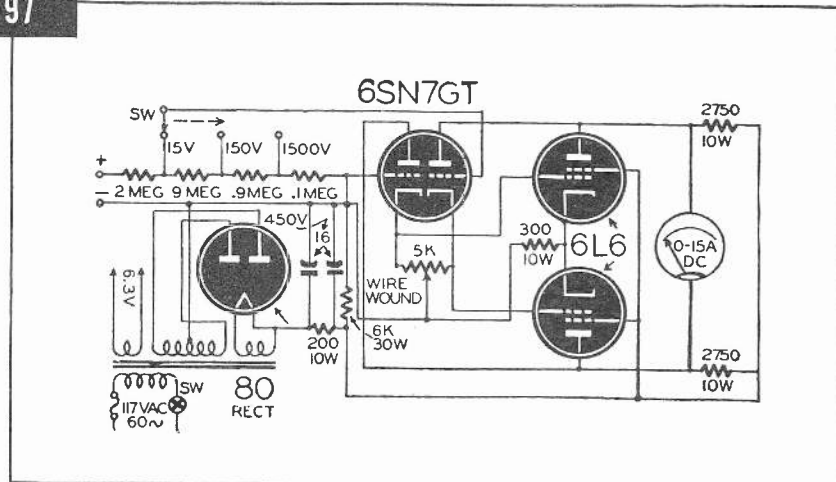 97
6SN7GT
SW
15V 150V 1500V
+
2 MEG 9 MEG .9MEG .1MEG
−
2750
10W
450V
16
6.3V
5K
WIRE
WOUND
300
10W
6L6
0-15A
DC
6K
30W
200
10W
2750
10W
SW
117VAC
60~
80
RECT